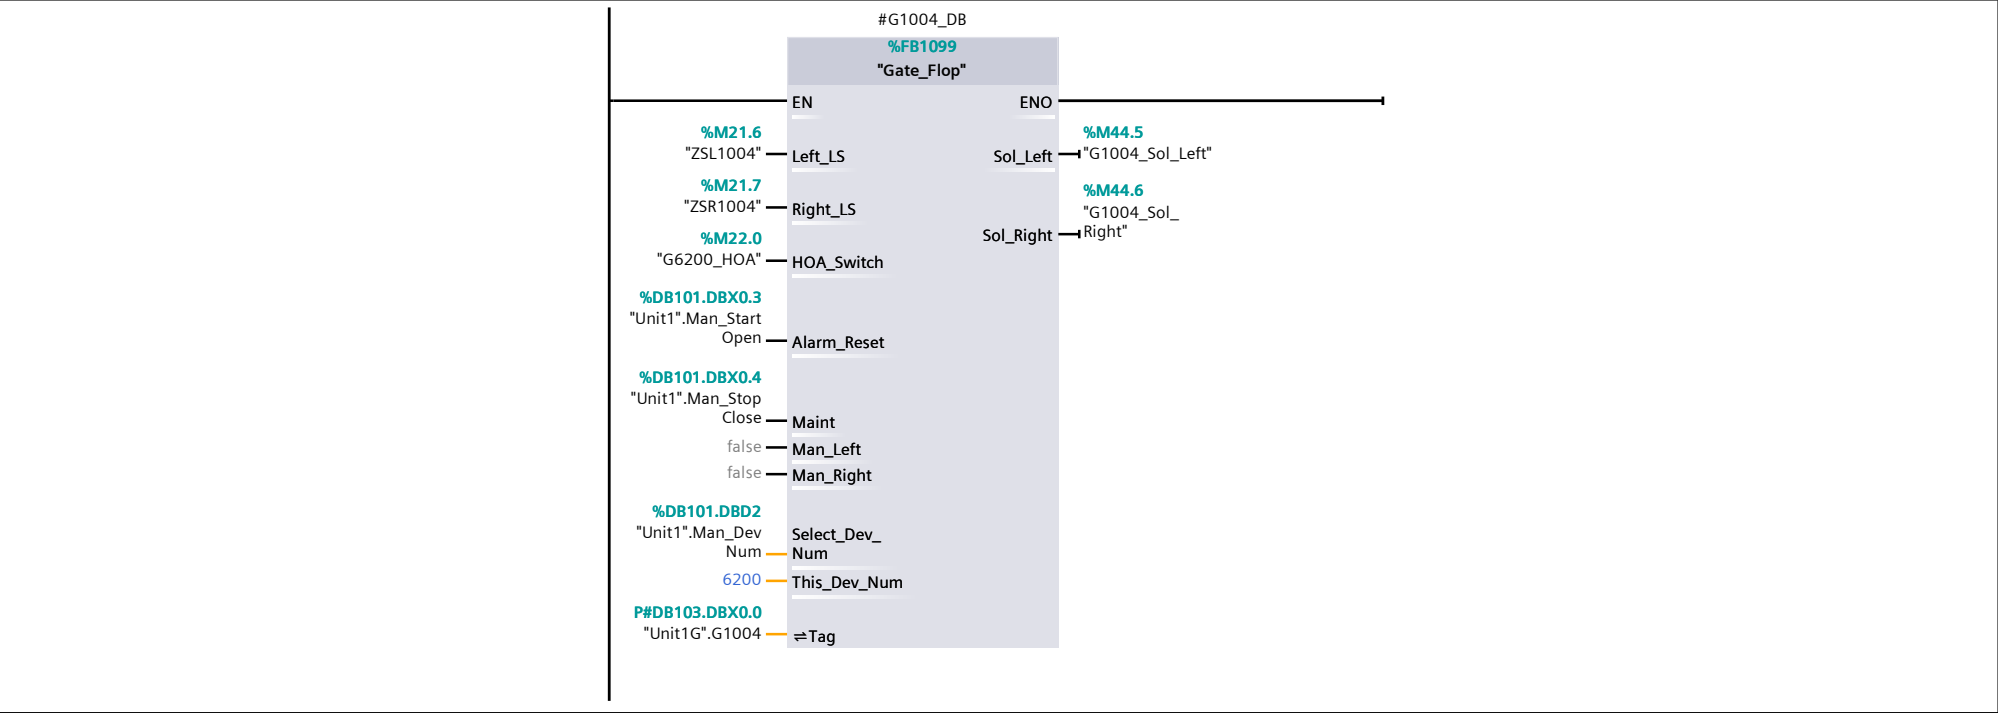 #G1004_DB
%FB1099
"Gate_Flop"
EN
ENO
%M21.6
"ZSL1004"
Left_LS
Sol_Left
%M44.5
"G1004_Sol_Left"
%M21.7
"ZSR1004"
Right_LS
%M44.6
"G1004_Sol_
Right"
Sol_Right
%M22.0
"G6200_HOA"
HOA_Switch
%DB101.DBX0.3
"Unit1".Man_Start
Open
Alarm_Reset
%DB101.DBX0.4
"Unit1".Man_Stop
Close
Maint
false
Man_Left
false
Man_Right
%DB101.DBD2
"Unit1".Man_Dev
Num
Select_Dev_
Num
6200
This_Dev_Num
P#DB103.DBX0.0
"Unit1G".G1004
⇌Tag